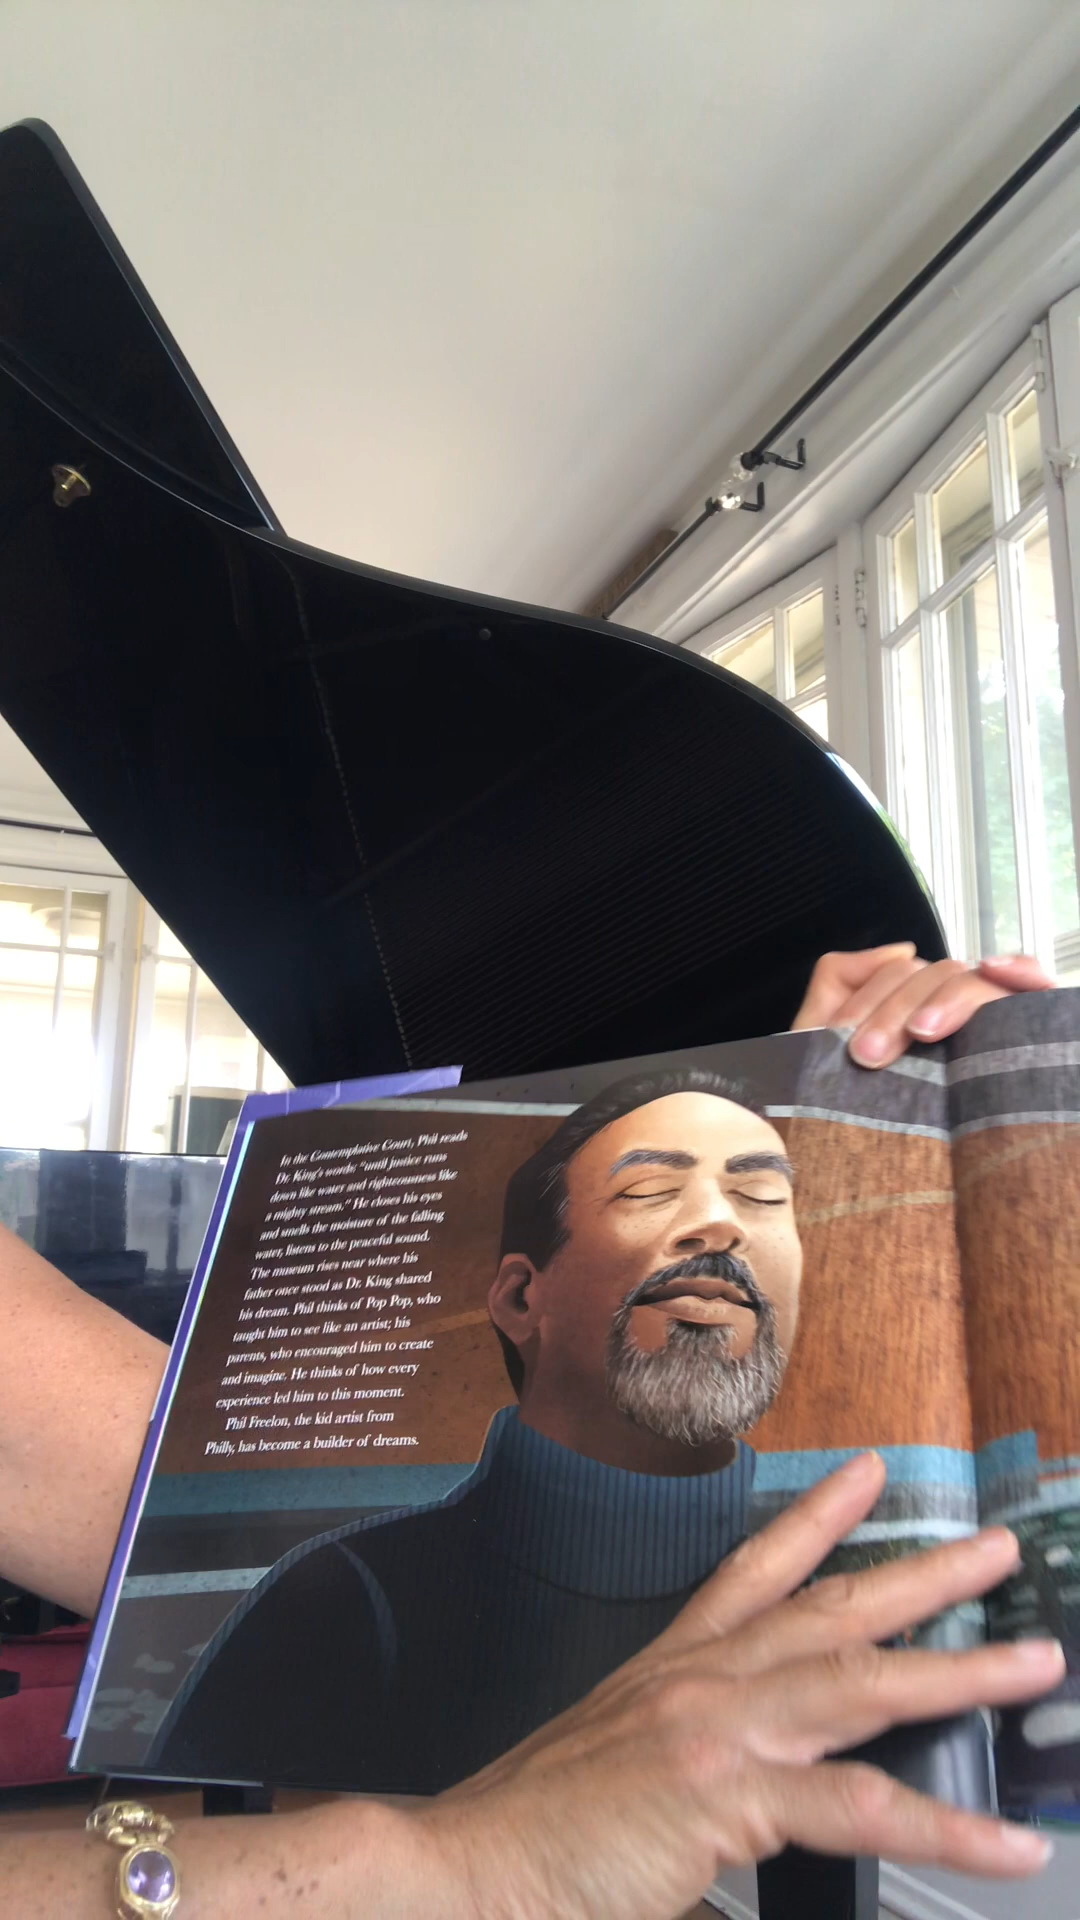 In the Contemplative Court, Phil reads
Dr. King's words: "until justice runs
down like water and righteousness like
a mighty stream." He closes his eyes
and smells the moisture of the falling
water, listens to the peaceful sound.
The museum rises near where his
father once stood as Dr. King shared
his dream. Phil thinks of Pop Pop, who
taught him to see like an artist; his
parents, who encouraged him to create
and imagine. He thinks of how every
experience led him to this moment.
Phil Freelon, the kid artist from
Philly, has become a builder of dreams.